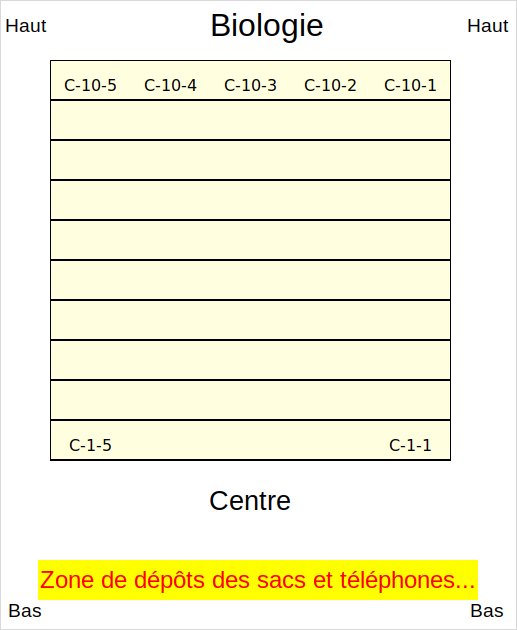 Haut Biologie Haut
C-10-5 C-10-4 C-10-3 C-10-2 C-10-1
C-1-5 C-1-1
Centre
Zone de dépôts des sacs et téléphones...
Bas Bas